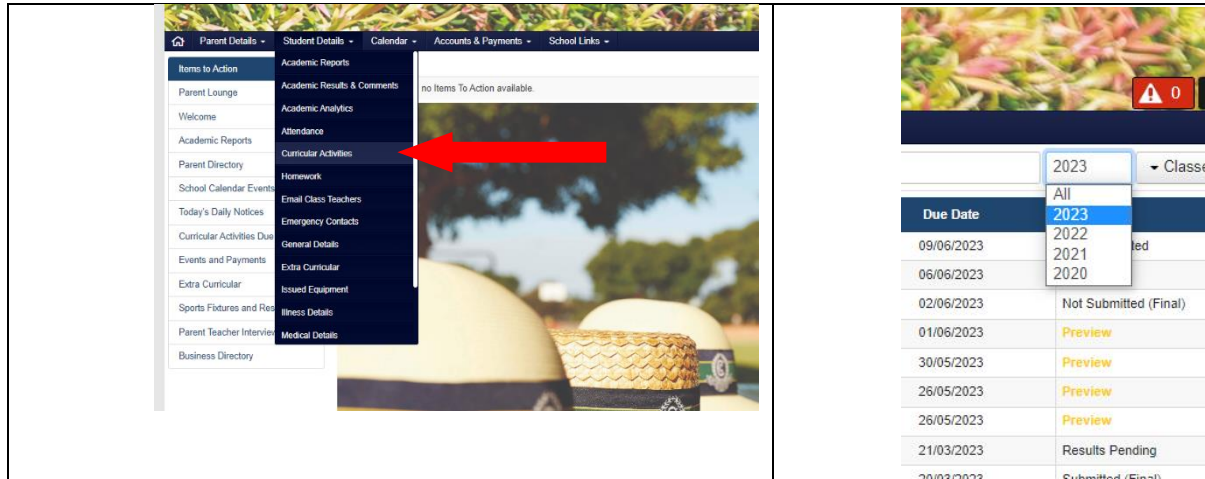 Parent Details Student Details Calendar Accounts & Payments School Links
Items to Action
Parent Lounge
Welcome
Academic Reports
Parent Directory
School Calendar Events
Today's Daily Notices
Curricular Activities Due
Events and Payments
Extra Curricular
Sports Fixtures and Res
Parent Teacher Interview
Business Directory
Academic Reports
Academic Results & Comments
Academic Analytics
Attendance
Curricular Activities
Homework
Email Class Teachers
Emergency Contacts
General Details
Extra Curricular
Issued Equipment
Illness Details
Medical Details
no Items To Action available.
0
2023 Classe
All
2023
2022
2021
2020
Due Date
09/06/2023 ted
06/06/2023
02/06/2023 Not Submitted (Final)
01/06/2023 Preview
30/05/2023 Preview
26/05/2023 Preview
26/05/2023 Preview
21/03/2023 Results Pending
20/03/2023 Submitted (Final)